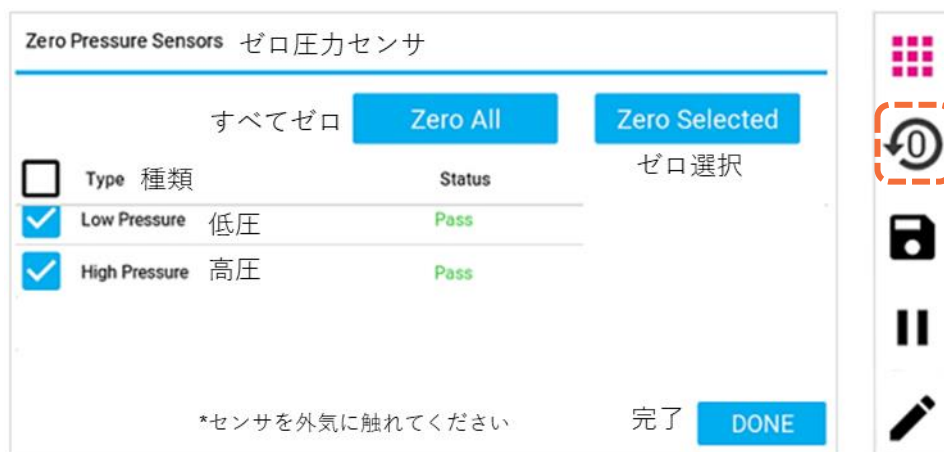 Zero Pressure Sensors ゼロ圧力センサ
すべてゼロ Zero All Zero Selected
ゼロ選択
Type 種類 Status
Low Pressure 低圧 Pass
High Pressure 高圧 Pass
*センサを外気に触れてください 完了 DONE
0